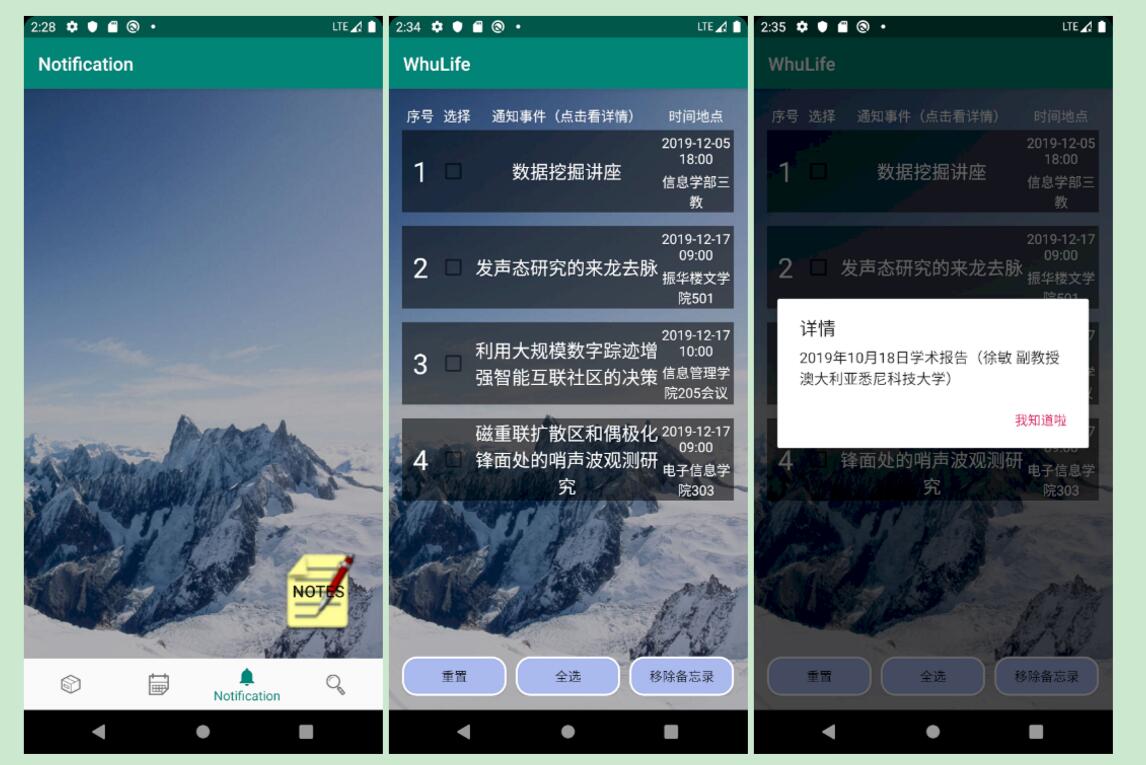 2:28
LTE
Notification
NOTES
Notification
2:34
LTE
WhuLife
序号 选择 通知事件（点击看详情） 时间地点
1
数据挖掘讲座
2019-12-05
18:00
信息学部三
教
2
发声态研究的来龙去脉
2019-12-17
09:00
振华楼文学
院501
3
利用大规模数字踪迹增
强智能互联社区的决策
2019-12-17
10:00
信息管理学
院205会议
4
磁重联扩散区和偶极化
锋面处的哨声波观测研
究
2019-12-17
09:00
电子信息学
院303
重置
全选
移除备忘录
2:35
LTE
WhuLife
序号 选择 通知事件（点击看详情） 时间地点
1
数据挖掘讲座
2019-12-05
18:00
信息学部三
教
2
发声态研究的来龙去脉
2019-12-17
09:00
振华楼文学
院501
详情
2019年10月18日学术报告（徐敏 副教授
澳大利亚悉尼科技大学）
我知道啦
4
锋面处的哨声波观测研
究
09:00
电子信息学
院303
重置
全选
移除备忘录